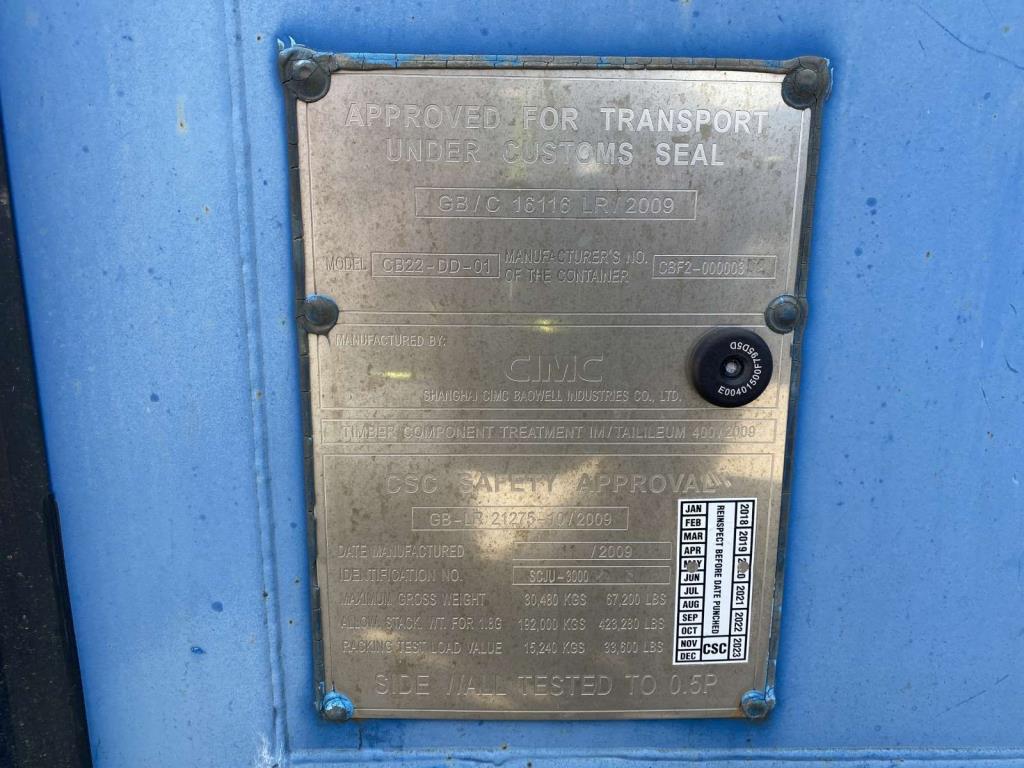 APPROVED FOR TRANSPORT
UNDER CUSTOMS SEAL
GB/C 16116 LR/2009
MODEL CB22-DD-01 MANUFACTURER'S NO.
OF THE CONTAINER CBF2-000003
MANUFACTURED BY:
CIMC
SHANGHAI CIMC BAOWELL INDUSTRIES CO., LTD.
E00401500F795D5D
TIMBER COMPONENT TREATMENT IM/TAILILEUM 400/2009
CSC SAFETY APPROVAL
GB-LR 21275-10/2009
DATE MANUFACTURED /2009
IDENTIFICATION NO. SCJU-3000
MAXIMUM GROSS WEIGHT 30,480 KGS 67,200 LBS
ALLOW. STACK. WT. FOR 1.8G 192,000 KGS 423,280 LBS
RACKING TEST LOAD VALUE 15,240 KGS 33,600 LBS
SIDE WALL TESTED TO 0.5P
JAN
FEB
MAR
APR
MAY
JUN
JUL
AUG
SEP
OCT
NOV
DEC
REINSPECT BEFORE DATE PUNCHED
CSC
2018 2019 2020 2021 2022 2023